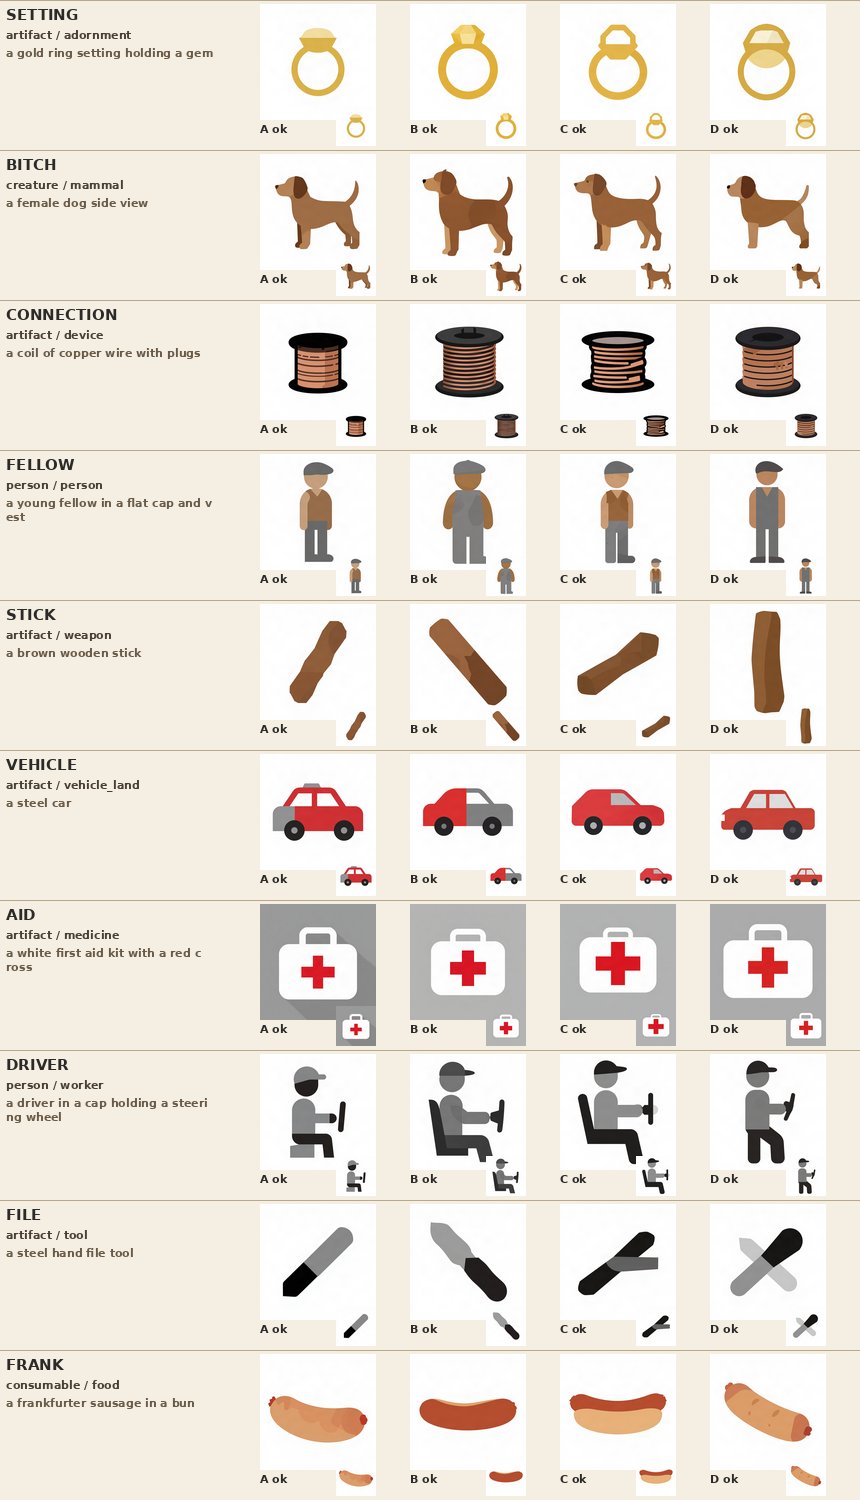 SETTING
artifact / adornment
a gold ring setting holding a gem
A ok B ok C ok D ok
BITCH
creature / mammal
a female dog side view
A ok B ok C ok D ok
CONNECTION
artifact / device
a coil of copper wire with plugs
A ok B ok C ok D ok
FELLOW
person / person
a young fellow in a flat cap and v
est
A ok B ok C ok D ok
STICK
artifact / weapon
a brown wooden stick
A ok B ok C ok D ok
VEHICLE
artifact / vehicle_land
a steel car
A ok B ok C ok D ok
AID
artifact / medicine
a white first aid kit with a red c
ross
A ok B ok C ok D ok
DRIVER
person / worker
a driver in a cap holding a steeri
ng wheel
A ok B ok C ok D ok
FILE
artifact / tool
a steel hand file tool
A ok B ok C ok D ok
FRANK
consumable / food
a frankfurter sausage in a bun
A ok B ok C ok D ok